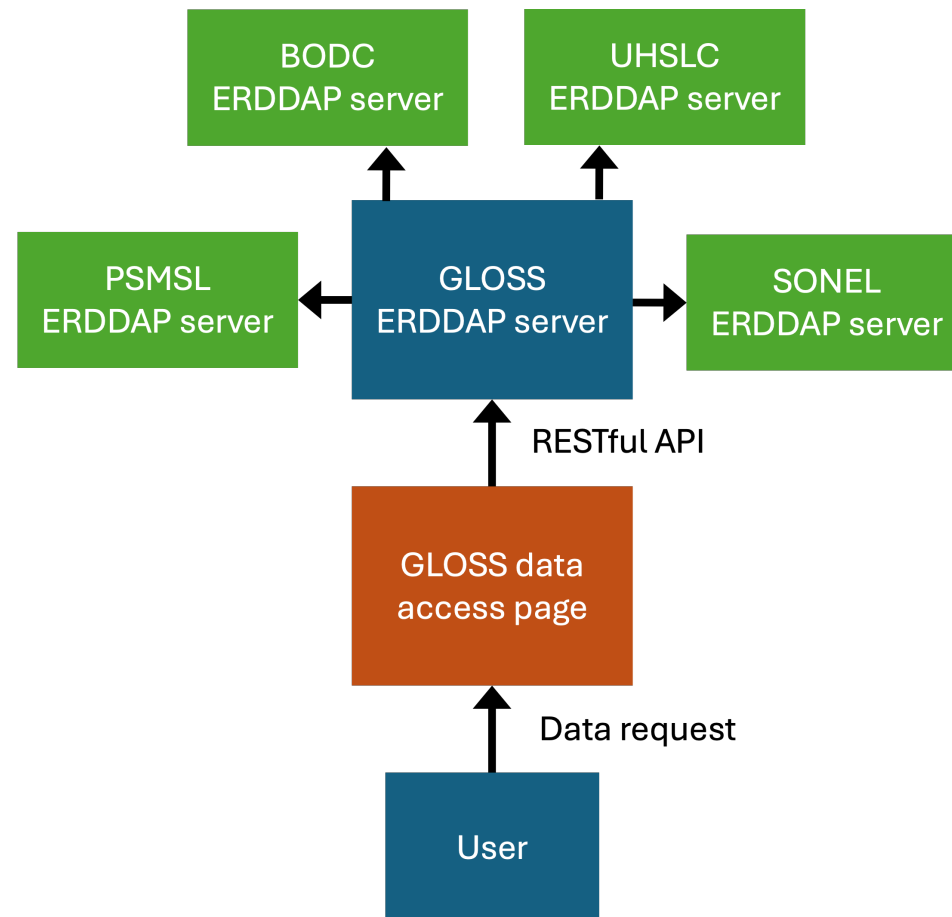 BODC
ERDDAP server
UHSLC
ERDDAP server
PSMSL
ERDDAP server
GLOSS
ERDDAP server
SONEL
ERDDAP server
RESTful API
GLOSS data
access page
Data request
User